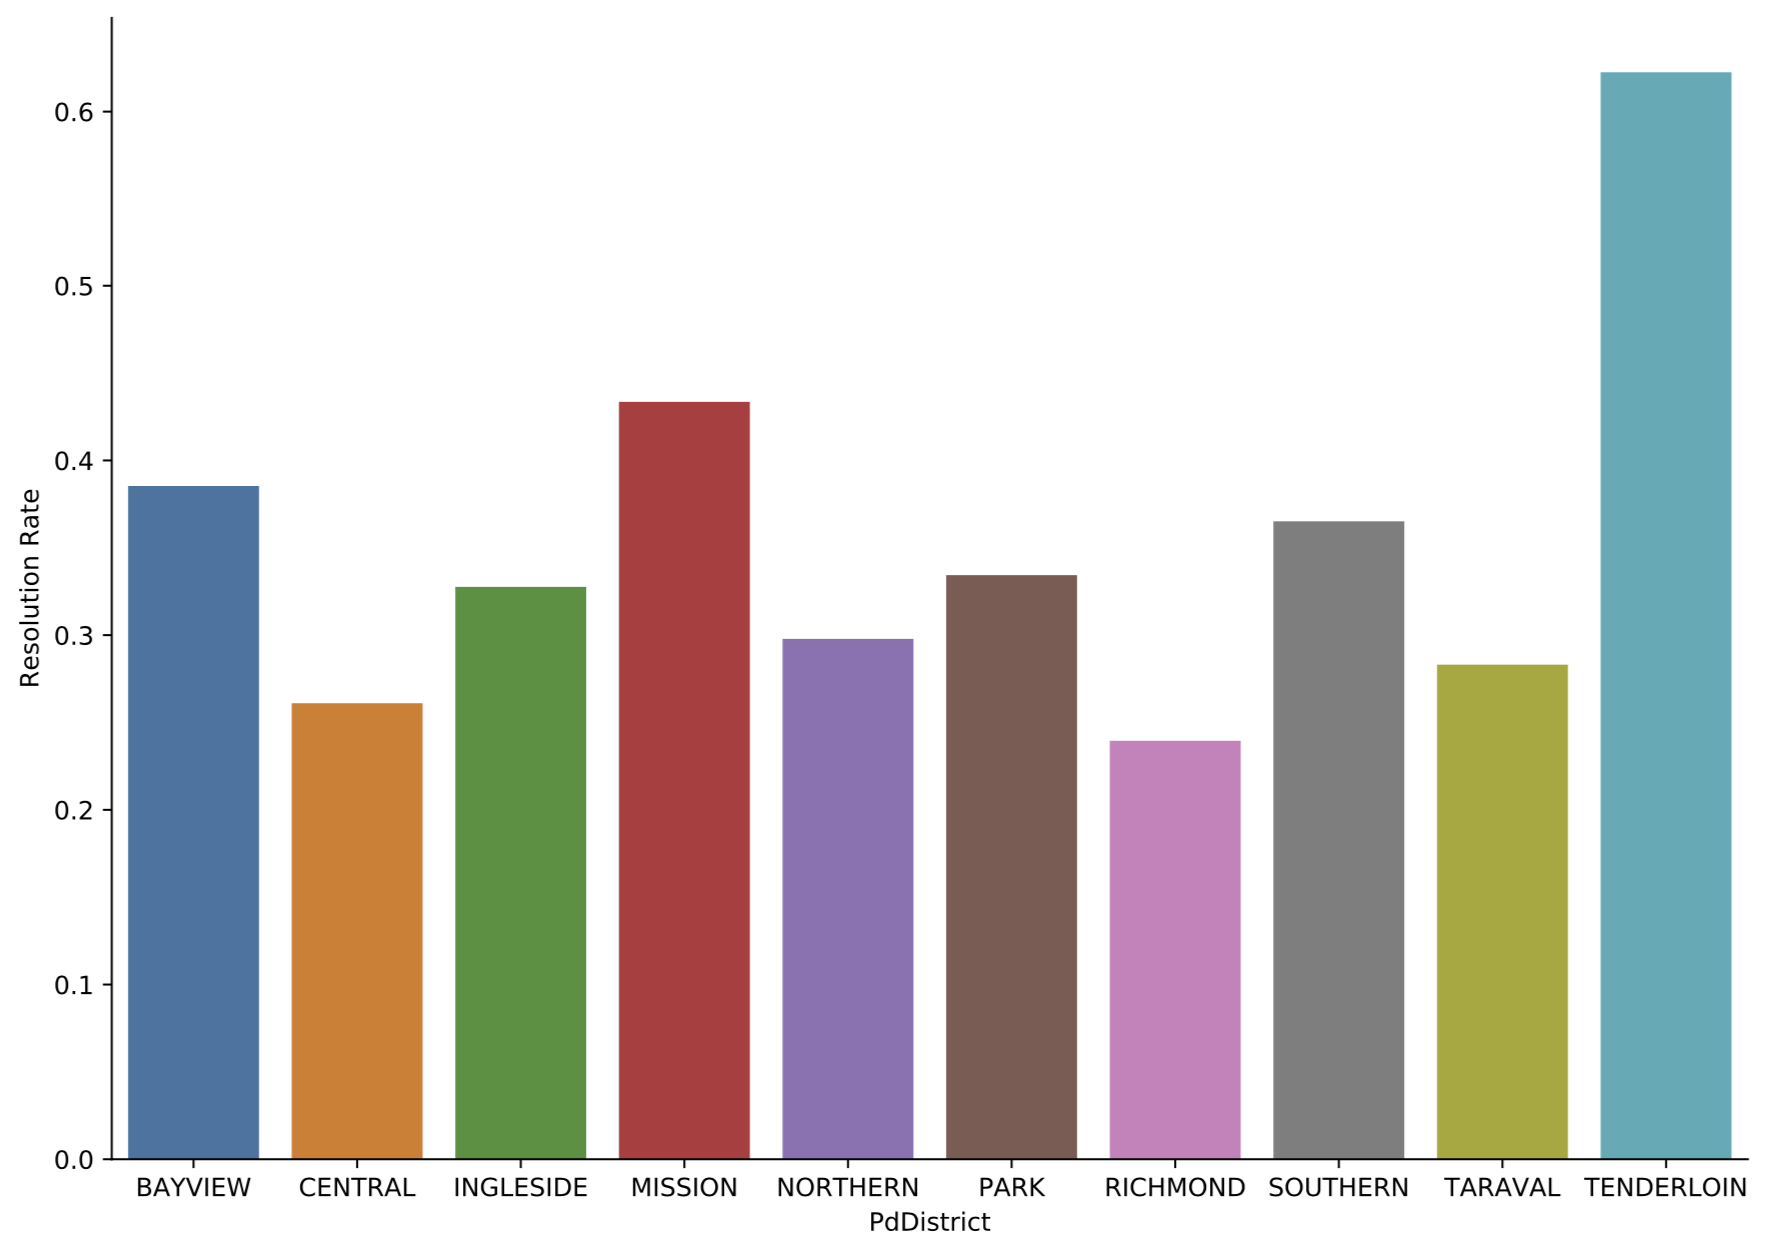 Resolution Rate
0.6
0.5
0.4
0.3
0.2
0.1
0.0
BAYVIEW CENTRAL INGLESIDE MISSION NORTHERN PARK RICHMOND SOUTHERN TARAVAL TENDERLOIN
PdDistrict